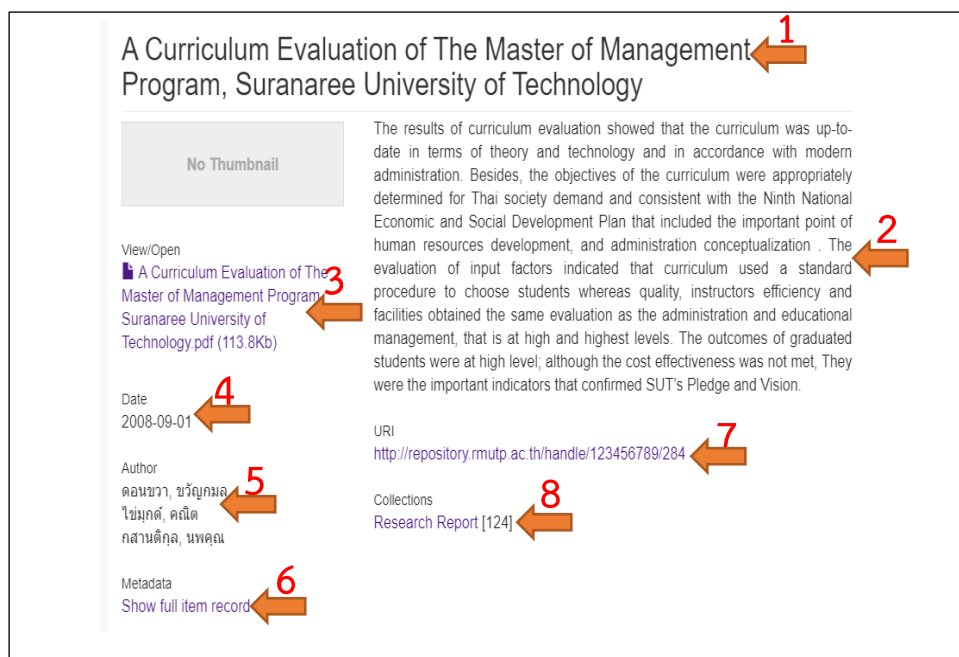 A Curriculum Evaluation of The Master of Management
Program, Suranaree University of Technology
1
No Thumbnail
View/Open
A Curriculum Evaluation of The
Master of Management Program,
Suranaree University of
Technology.pdf (113.8Kb)
3
Date
2008-09-01
4
Author
ดอนขวา, ขวัญกมล
ไข่มุกด์, คณิต
กสานติกุล, นพคุณ
5
Metadata
Show full item record
6
The results of curriculum evaluation showed that the curriculum was up-to-
date in terms of theory and technology and in accordance with modern
administration. Besides, the objectives of the curriculum were appropriately
determined for Thai society demand and consistent with the Ninth National
Economic and Social Development Plan that included the important point of
human resources development, and administration conceptualization . The
evaluation of input factors indicated that curriculum used a standard
procedure to choose students whereas quality, instructors efficiency and
facilities obtained the same evaluation as the administration and educational
management, that is at high and highest levels. The outcomes of graduated
students were at high level; although the cost effectiveness was not met, They
were the important indicators that confirmed SUT's Pledge and Vision.
2
URI
http://repository.rmutp.ac.th/handle/123456789/284
7
Collections
Research Report [124]
8